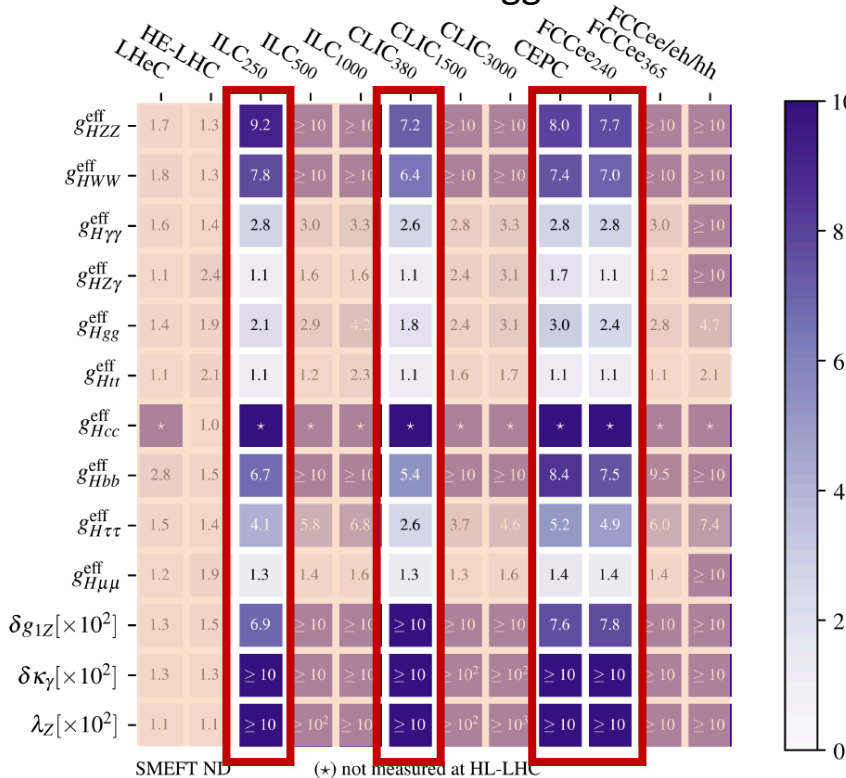 LHeC HE-LHC ILC₂₅₀ ILC₅₀₀ ILC₁₀₀₀ CLIC₃₈₀ CLIC₁₅₀₀ CLIC₃₀₀₀ CEPC FCCee₂₄₀ FCCee₃₆₅ FCCee/eh/hh
g^eff_HZZ 1.7 1.3 9.2 ≥ 10 ≥ 10 7.2 ≥ 10 ≥ 10 8.0 7.7 ≥ 10 ≥ 10
g^eff_HWW 1.8 1.3 7.8 ≥ 10 ≥ 10 6.4 ≥ 10 ≥ 10 7.4 7.0 ≥ 10 ≥ 10
g^eff_Hγγ 1.6 1.4 2.8 3.0 3.3 2.6 2.8 3.3 2.8 2.8 3.0 ≥ 10
g^eff_HZγ 1.1 2.4 1.1 1.6 1.6 1.1 2.4 3.1 1.7 1.1 1.2 ≥ 10
g^eff_Hgg 1.4 1.9 2.1 2.9 4.2 1.8 2.4 3.1 3.0 2.4 2.8 4.7
g^eff_Htt 1.1 2.1 1.1 1.2 2.3 1.1 1.6 1.7 1.1 1.1 1.1 2.1
g^eff_Hcc ⋆ 1.0 ⋆ ⋆ ⋆ ⋆ ⋆ ⋆ ⋆ ⋆ ⋆ ⋆
g^eff_Hbb 2.8 1.5 6.7 ≥ 10 ≥ 10 5.4 ≥ 10 ≥ 10 8.4 7.5 9.5 ≥ 10
g^eff_Hττ 1.5 1.4 4.1 5.8 6.8 2.6 3.7 4.6 5.2 4.9 6.0 7.4
g^eff_Hμμ 1.2 1.9 1.3 1.4 1.6 1.3 1.3 1.6 1.4 1.4 1.4 ≥ 10
δg₁Z[×10²] 1.3 1.5 6.9 ≥ 10 ≥ 10 ≥ 10 ≥ 10 ≥ 10 7.6 7.8 ≥ 10 ≥ 10
δκγ[×10²] 1.3 1.3 ≥ 10 ≥ 10 ≥ 10 ≥ 10 ≥ 10² ≥ 10² ≥ 10 ≥ 10 ≥ 10 ≥ 10
λZ[×10²] 1.1 1.1 ≥ 10 ≥ 10² ≥ 10 ≥ 10 ≥ 10² ≥ 10³ ≥ 10 ≥ 10 ≥ 10 ≥ 10
SMEFT ND (⋆) not measured at HL-LHC
10
8
6
4
2
0